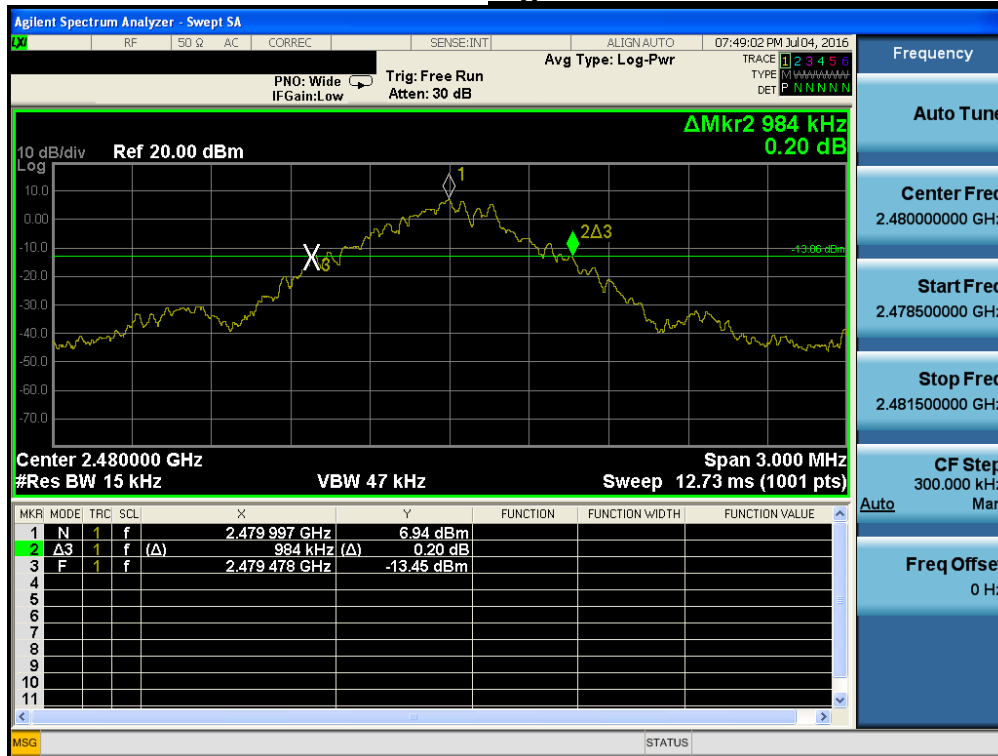 Agilent Spectrum Analyzer - Swept SA
LXI RF 50 Ω AC CORREC SENSE:INT ALIGN AUTO 07:49:02 PM Jul 04, 2016
Frequency
Avg Type: Log-Pwr TRACE 1 2 3 4 5 6
PNO: Wide Trig: Free Run TYPE M
IFGain:Low Atten: 30 dB DET P N N N N N
Auto Tune
ΔMkr2 984 kHz
0.20 dB
10 dB/div Ref 20.00 dBm
Log
1
10.0
0.00
-10.0
-20.0
-30.0
-40.0
-50.0
-60.0
-70.0
2Δ3
-13.06 dBm
3
Center 2.480000 GHz Span 3.000 MHz
#Res BW 15 kHz VBW 47 kHz Sweep 12.73 ms (1001 pts)
Center Freq
2.480000000 GHz
Start Freq
2.478500000 GHz
Stop Freq
2.481500000 GHz
CF Step
300.000 kHz
Auto Man
Freq Offset
0 Hz
MKR MODE TRC SCL X Y FUNCTION FUNCTION WIDTH FUNCTION VALUE
1 N 1 f 2.479 997 GHz 6.94 dBm
2 Δ3 1 f (Δ) 984 kHz (Δ) 0.20 dB
3 F 1 f 2.479 478 GHz -13.45 dBm
4
5
6
7
8
9
10
11
MSG STATUS